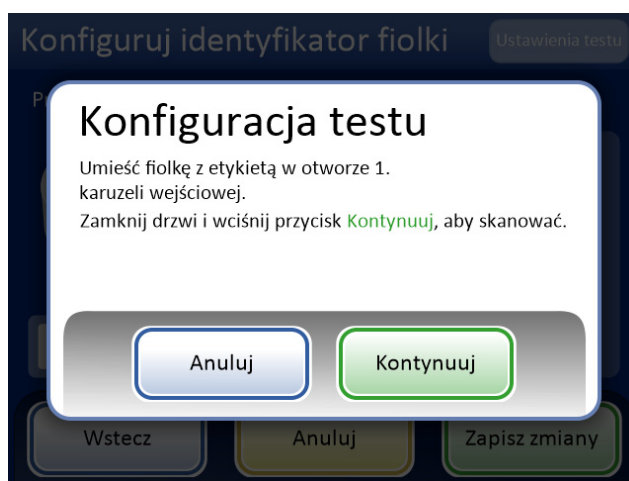 Konfiguruj identyfikator fiolki
Ustawienia testu
Konfiguracja testu
Umieść fiolkę z etykietą w otworze 1.
karuzeli wejściowej.
Zamknij drzwi i wciśnij przycisk Kontynuuj, aby skanować.
Anuluj
Kontynuuj
Wstecz
Anuluj
Zapisz zmiany